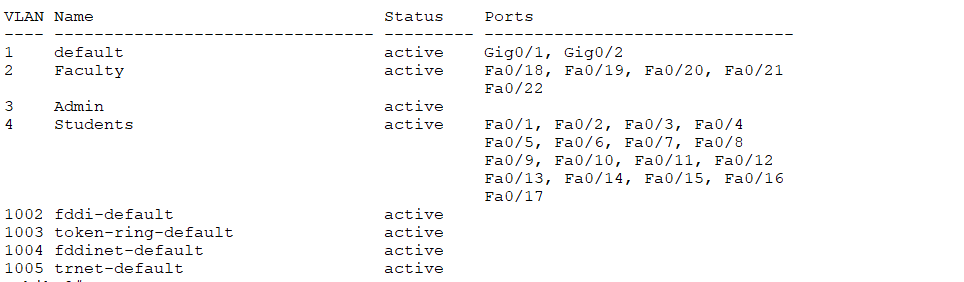 VLAN Name                             Status    Ports
---- -------------------------------- --------- -------------------------------
1    default                          active    Gig0/1, Gig0/2
2    Faculty                          active    Fa0/18, Fa0/19, Fa0/20, Fa0/21
                                                Fa0/22
3    Admin                            active
4    Students                         active    Fa0/1, Fa0/2, Fa0/3, Fa0/4
                                                Fa0/5, Fa0/6, Fa0/7, Fa0/8
                                                Fa0/9, Fa0/10, Fa0/11, Fa0/12
                                                Fa0/13, Fa0/14, Fa0/15, Fa0/16
                                                Fa0/17
1002 fddi-default                     active
1003 token-ring-default               active
1004 fddinet-default                  active
1005 trnet-default                    active